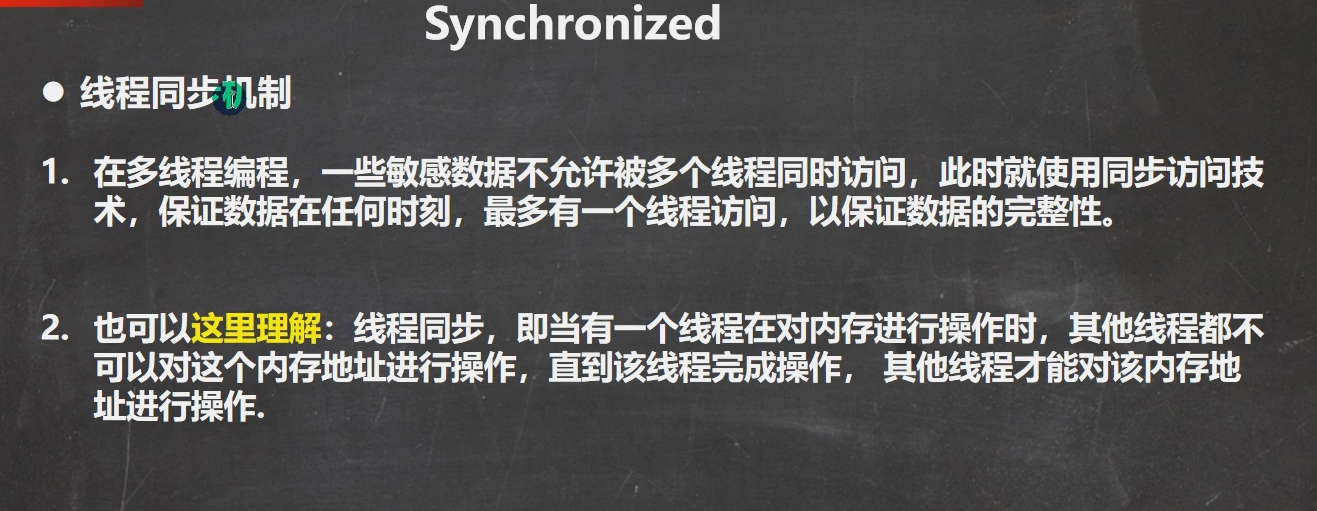 Synchronized
● 线程同步机制
1. 在多线程编程，一些敏感数据不允许被多个线程同时访问，此时就使用同步访问技
术，保证数据在任何时刻，最多有一个线程访问，以保证数据的完整性。
2. 也可以这里理解：线程同步，即当有一个线程在对内存进行操作时，其他线程都不
可以对这个内存地址进行操作，直到该线程完成操作， 其他线程才能对该内存地
址进行操作.